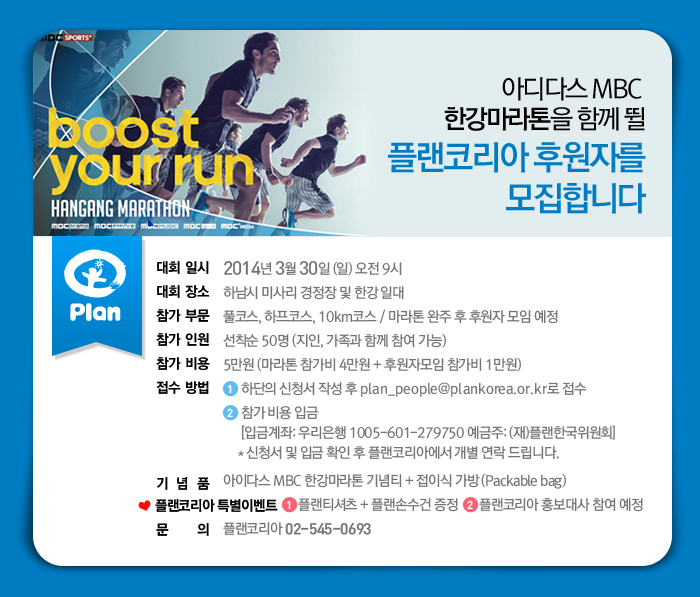 MBC SPORTS+
boost
your run
HANGANG MARATHON
MBC drama MBC every1 MBC MUSIC MBC MBC MEDIA
아디다스 MBC
한강마라톤을 함께 뛸
플랜코리아 후원자를
모집합니다
Plan
대회 일시 2014년 3월 30일 (일) 오전 9시
대회 장소 하남시 미사리 경정장 및 한강 일대
참가 부문 풀코스, 하프코스, 10km코스 / 마라톤 완주 후 후원자 모임 예정
참가 인원 선착순 50명 (지인, 가족과 함께 참여 가능)
참가 비용 5만원 (마라톤 참가비 4만원 + 후원자모임 참가비 1만원)
접수 방법 1 하단의 신청서 작성 후 plan_people@plankorea.or.kr로 접수
2 참가 비용 입금
[입금계좌: 우리은행 1005-601-279750 예금주: (재)플랜한국위원회]
* 신청서 및 입금 확인 후 플랜코리아에서 개별 연락 드립니다.
기 념 품 아이다스 MBC 한강마라톤 기념티 + 접이식 가방 (Packable bag)
플랜코리아 특별이벤트 1 플랜티셔츠 + 플랜손수건 증정 2 플랜코리아 홍보대사 참여 예정
문 의 플랜코리아 02-545-0693